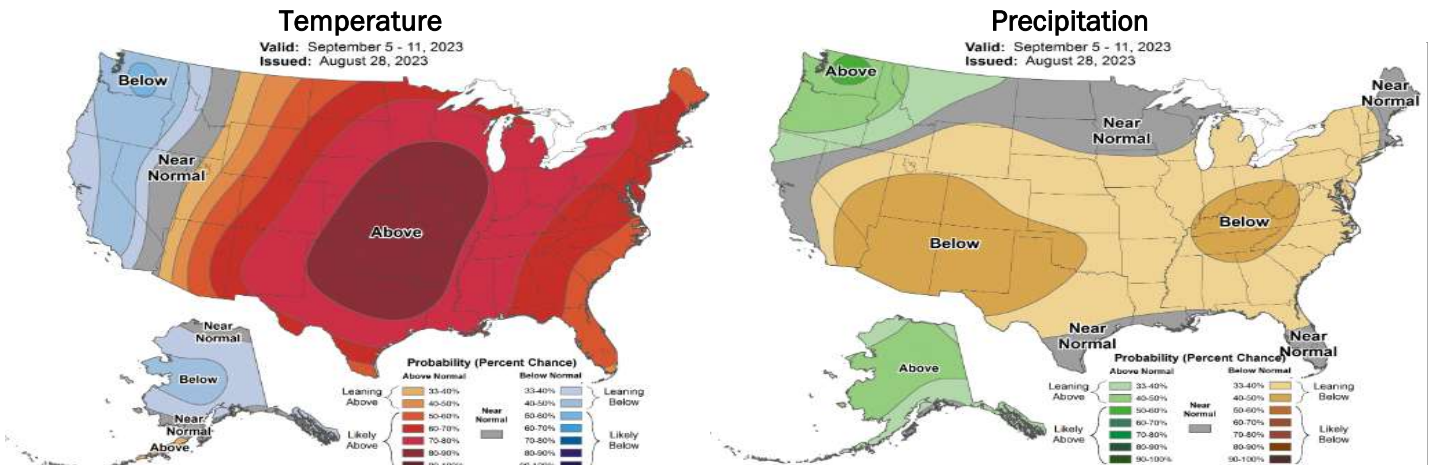 Temperature
Valid: September 5 - 11, 2023
Issued: August 28, 2023
Below
Near
Normal
Above
Near
Normal
Below
Near
Normal
Above
Probability (Percent Chance)
Above Normal
Below Normal
Leaning
Above
33-40%
40-50%
Likely
Above
50-60%
60-70%
70-80%
80-90%
90-100%
Near
Normal
33-40%
40-50%
Leaning
Below
50-60%
60-70%
70-80%
80-90%
90-100%
Likely
Below
Precipitation
Valid: September 5 - 11, 2023
Issued: August 28, 2023
Above
Near
Normal
Near
Normal
Below
Below
Near
Normal
Near
Normal
Above
Probability (Percent Chance)
Above Normal
Below Normal
Leaning
Above
33-40%
40-50%
Likely
Above
50-60%
60-70%
70-80%
80-90%
90-100%
Near
Normal
33-40%
40-50%
Leaning
Below
50-60%
60-70%
70-80%
80-90%
90-100%
Likely
Below